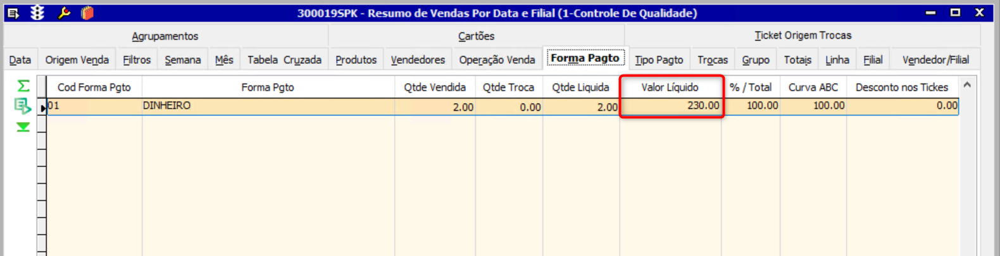 300019SPK - Resumo de Vendas Por Data e Filial (1-Controle De Qualidade)
Agrupamentos Cartões Ticket Origem Trocas
Data Origem Venda Filtros Semana Mês Tabela Cruzada Produtos Vendedores Operação Venda Forma Pagto Tipo Pagto Trocas Grupo Totais Linha Filial Vendedor/Filial
Cod Forma Pgto Forma Pgto Qtde Vendida Qtde Troca Qtde Liquida Valor Líquido % / Total Curva ABC Desconto nos Tickes
01 DINHEIRO 2.00 0.00 2.00 230.00 100.00 100.00 0.00